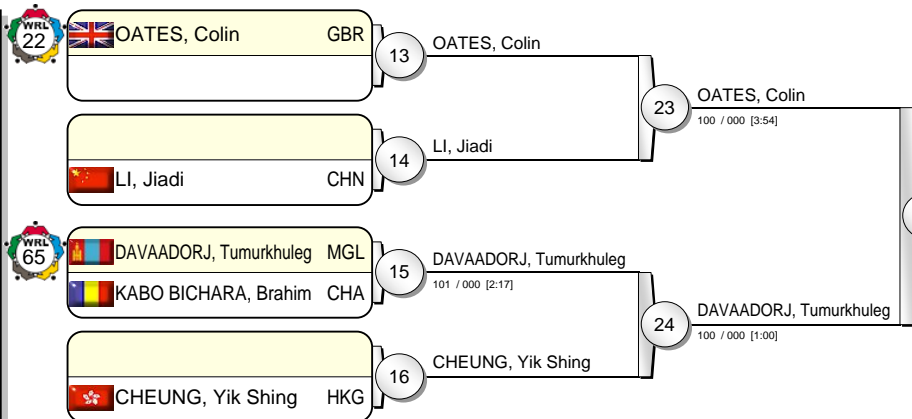 WRL
22
OATES, Colin GBR
13
OATES, Colin
23
OATES, Colin
100 / 000 [3:54]
LI, Jiadi CHN
14
LI, Jiadi
WRL
65
DAVAADORJ, Tumurkhuleg MGL
KABO BICHARA, Brahim CHA
15
DAVAADORJ, Tumurkhuleg
101 / 000 [2:17]
24
DAVAADORJ, Tumurkhuleg
100 / 000 [1:00]
CHEUNG, Yik Shing HKG
16
CHEUNG, Yik Shing